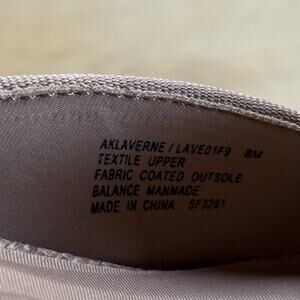 AKLAVERNE / LAVE01F9 8M
TEXTILE UPPER
FABRIC COATED OUTSOLE
BALANCE MANMADE
MADE IN CHINA SF3261